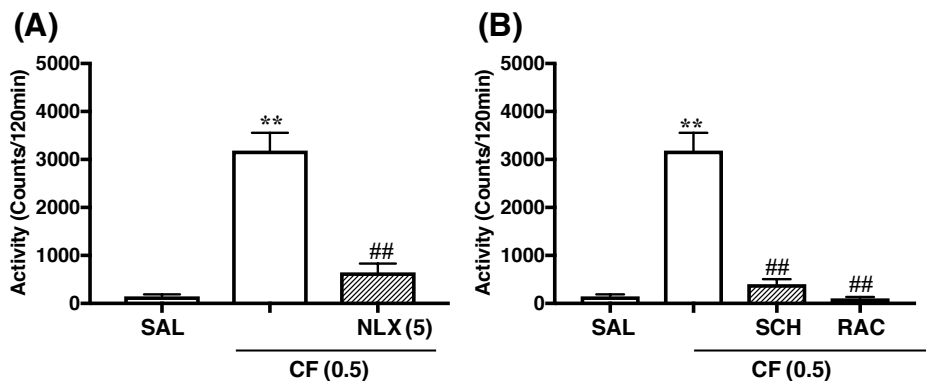 (A)
Activity (Counts/120min)
5000
4000
3000
2000
1000
0
**
##
SAL
NLX (5)
CF (0.5)
(B)
Activity (Counts/120min)
5000
4000
3000
2000
1000
0
**
##
##
SAL
SCH
RAC
CF (0.5)